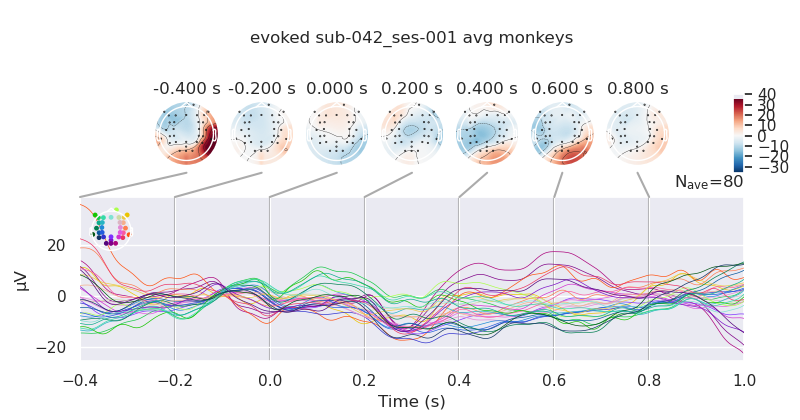 evoked sub-042_ses-001 avg monkeys
-0.400 s -0.200 s 0.000 s 0.200 s 0.400 s 0.600 s 0.800 s
40
30
20
10
0
−10
−20
−30
Nave=80
20
0
−20
µV
−0.4 −0.2 0.0 0.2 0.4 0.6 0.8 1.0
Time (s)